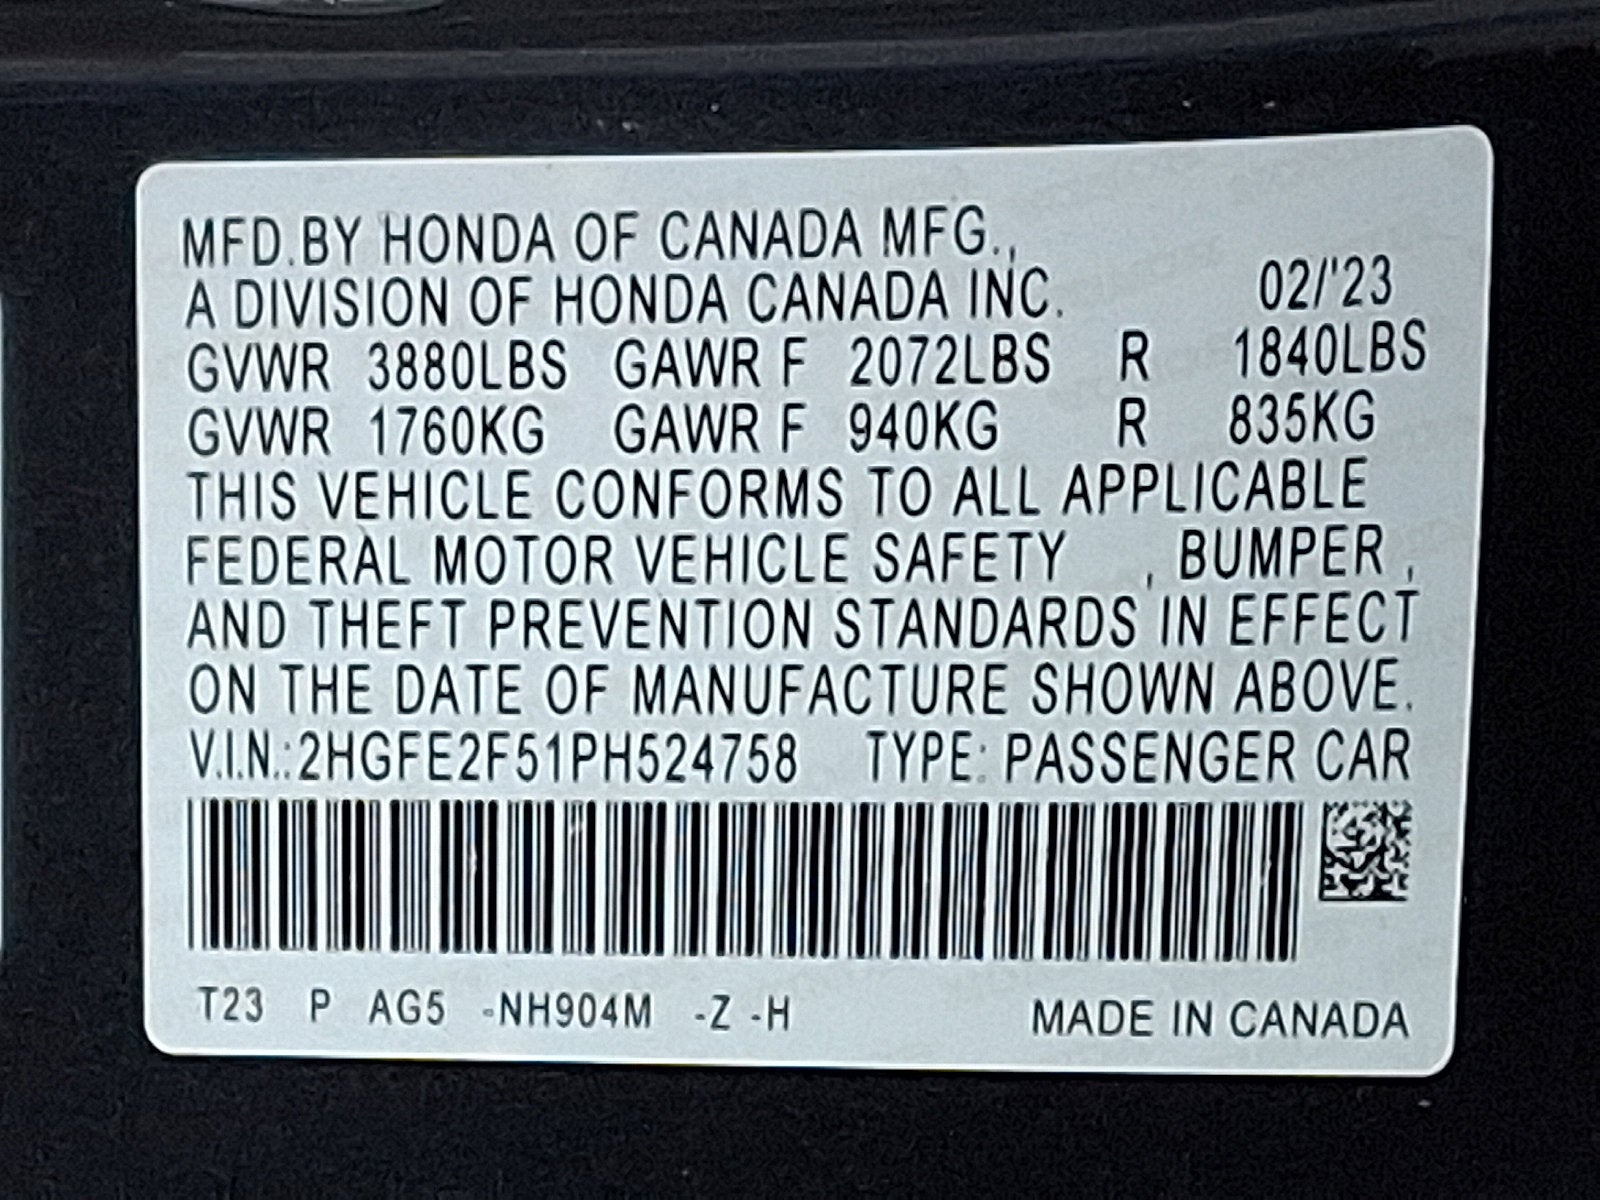 MFD.BY HONDA OF CANADA MFG.,
A DIVISION OF HONDA CANADA INC. 02/'23
GVWR 3880LBS GAWR F 2072LBS R 1840LBS
GVWR 1760KG GAWR F 940KG R 835KG
THIS VEHICLE CONFORMS TO ALL APPLICABLE
FEDERAL MOTOR VEHICLE SAFETY , BUMPER ,
AND THEFT PREVENTION STANDARDS IN EFFECT
ON THE DATE OF MANUFACTURE SHOWN ABOVE.
V.I.N.:2HGFE2F51PH524758 TYPE: PASSENGER CAR
T23 P AG5 -NH904M -Z -H MADE IN CANADA